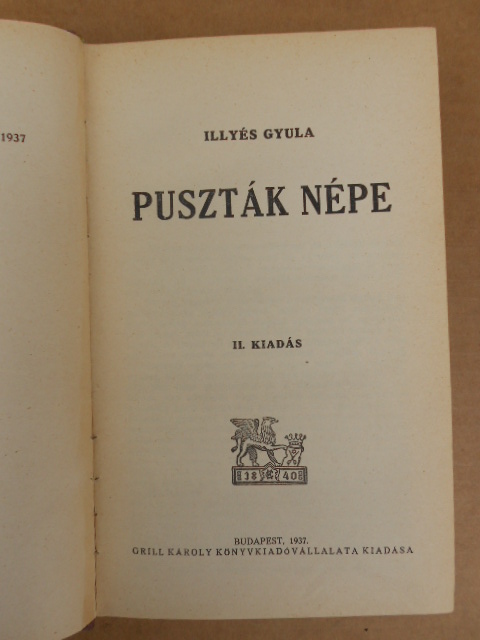 1937
ILLYÉS GYULA
PUSZTÁK NÉPE
II. KIADÁS
18 40
BUDAPEST, 1937.
GRILL KÁROLY KÖNYVKIADÓVÁLLALATA KIADÁSA